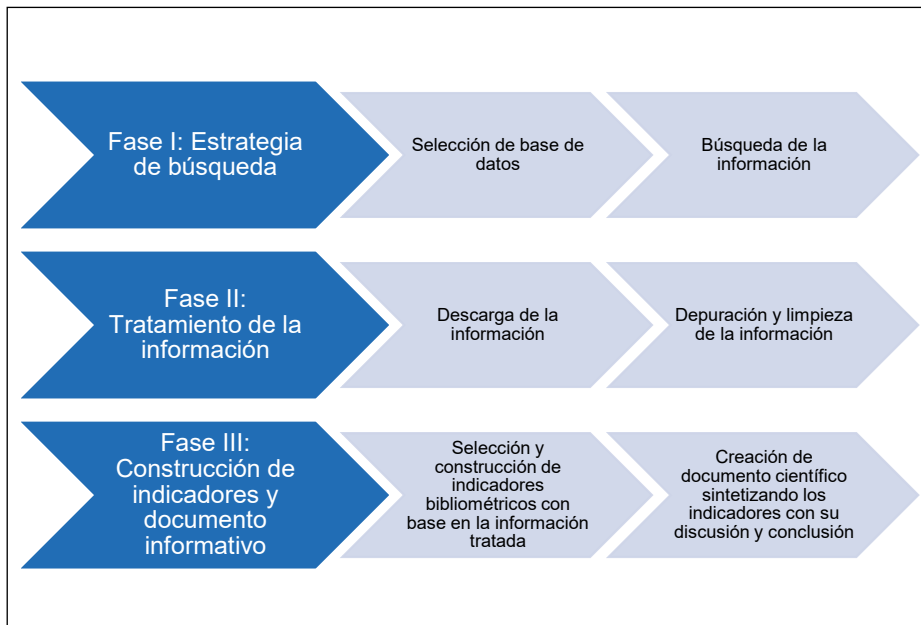 Fase I: Estrategia
de búsqueda
Selección de base de
datos
Búsqueda de la
información
Fase II:
Tratamiento de la
información
Descarga de la
información
Depuración y limpieza
de la información
Fase III:
Construcción de
indicadores y
documento
informativo
Selección y
construcción de
indicadores
bibliométricos con
base en la información
tratada
Creación de
documento científico
sintetizando los
indicadores con su
discusión y conclusión